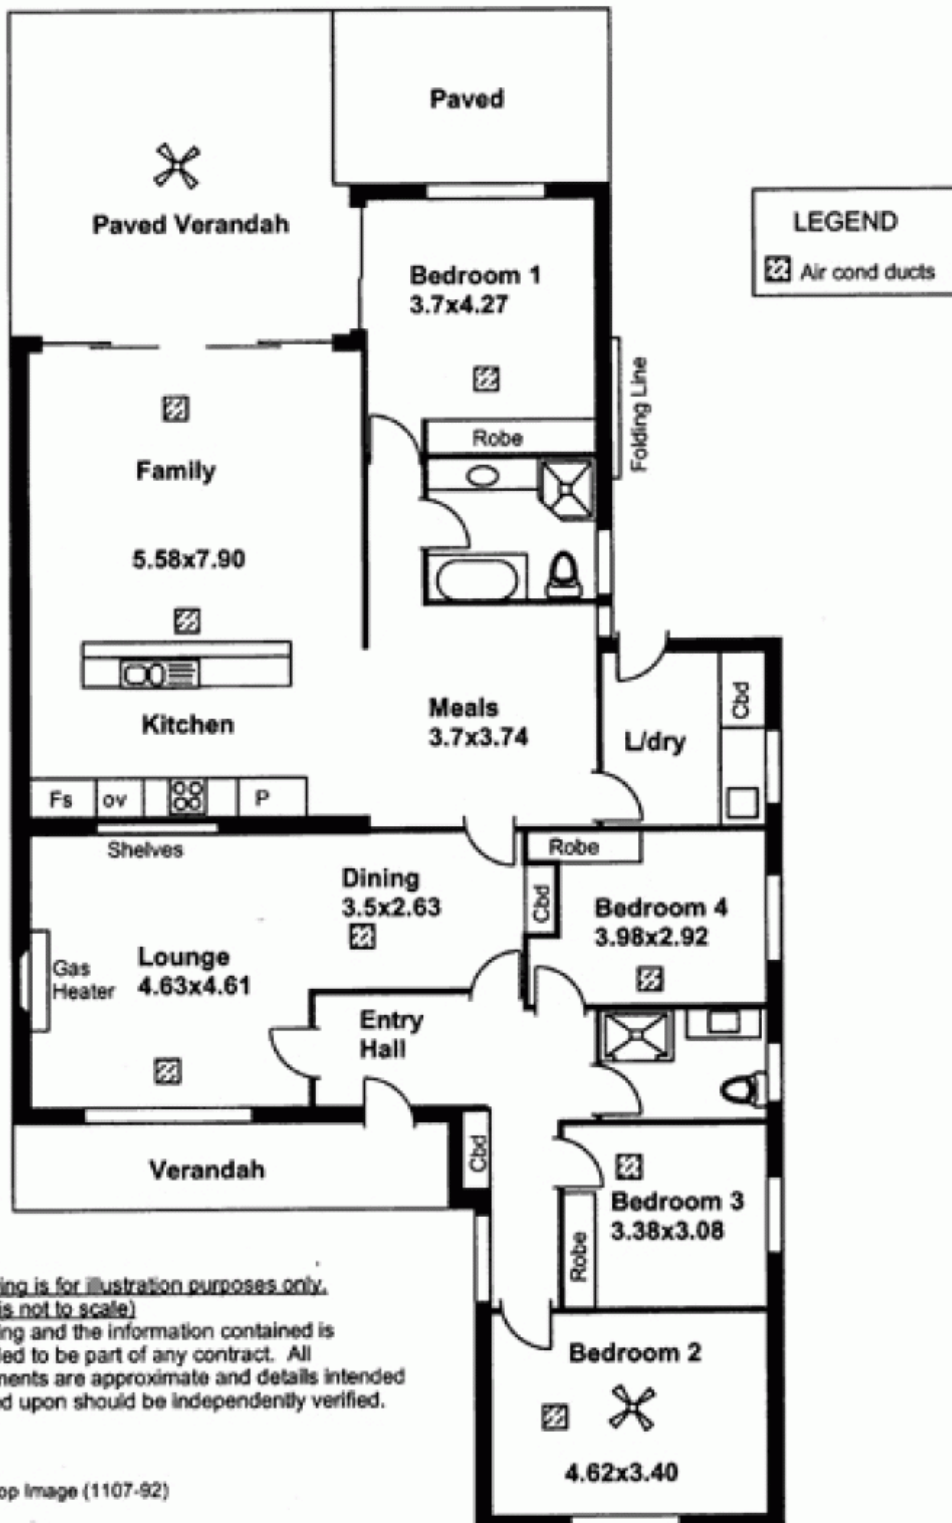 Paved
Paved Verandah
LEGEND
Air cond ducts
Bedroom 1
3.7x4.27
Robe
Folding Line
Family
5.58x7.90
Kitchen
Meals
3.7x3.74
L/dry
Cbd
Fs
ov
P
Shelves
Dining
3.5x2.63
Robe
Cbd
Bedroom 4
3.98x2.92
Lounge
4.63x4.61
Gas
Heater
Entry
Hall
Verandah
Cbd
Bedroom 3
3.38x3.08
Robe
Bedroom 2
4.62x3.40
ing is for illustration purposes only.
is not to scale)
ing and the information contained is
ded to be part of any contract. All
ments are approximate and details intended
ed upon should be independently verified.
op Image (1107-92)